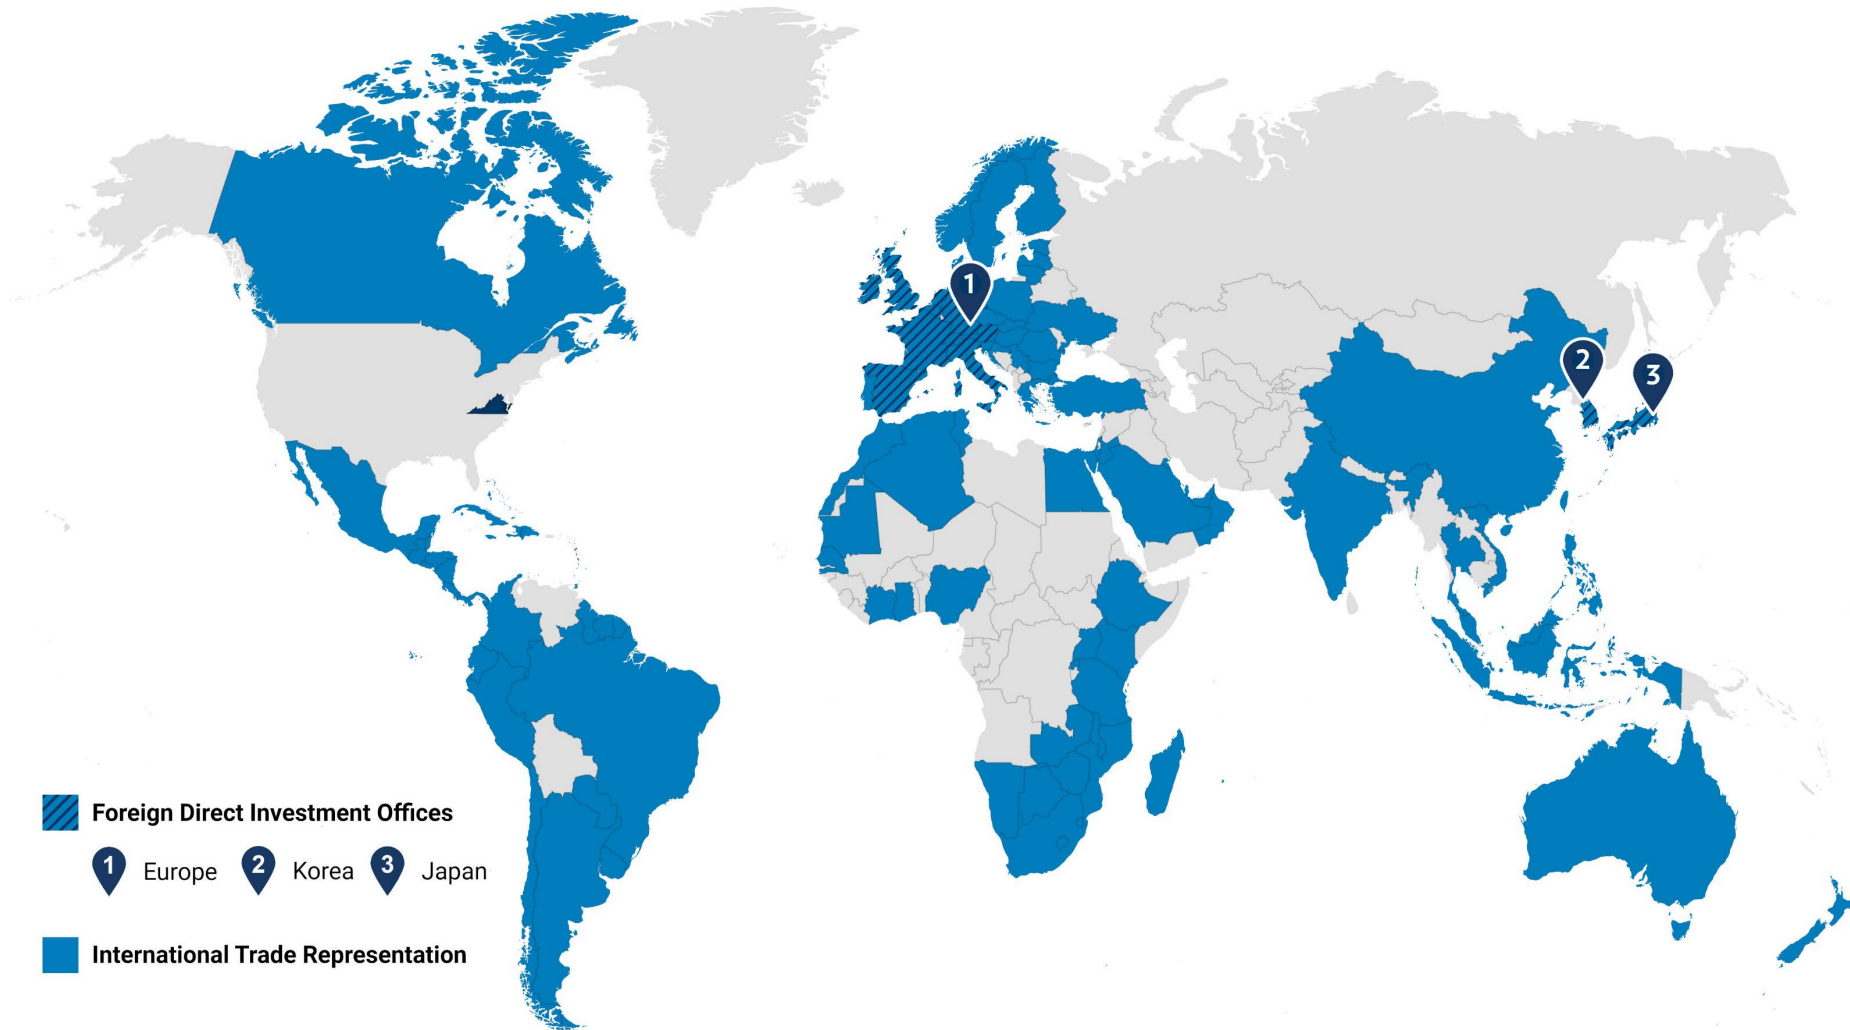 1
2
3
Foreign Direct Investment Offices
1 Europe 2 Korea 3 Japan
International Trade Representation